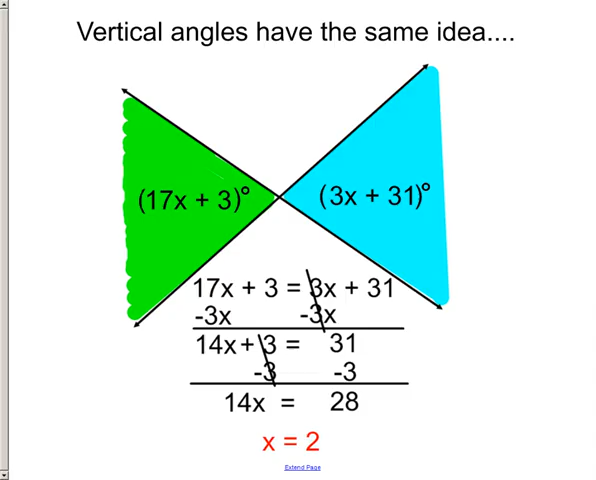 Vertical angles have the same idea....
(17x + 3)° (3x + 31)°
17x + 3 = 3x + 31
-3x -3x
14x + 3 = 31
-3 -3
14x = 28
x = 2
Extend Page